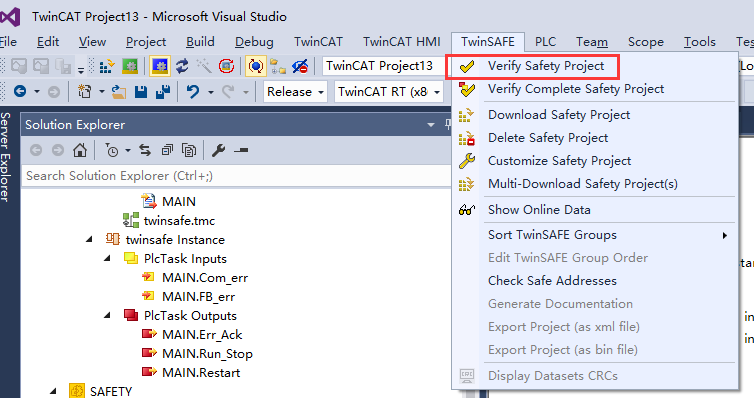 TwinCAT Project13 - Microsoft Visual Studio
File Edit View Project Build Debug TwinCAT TwinCAT HMI TwinSAFE PLC Team Scope Tools
TwinCAT Project13
Release TwinCAT RT (x8
Server Explorer
Solution Explorer
Search Solution Explorer (Ctrl+;)
MAIN
twinsafe.tmc
twinsafe Instance
PlcTask Inputs
MAIN.Com_err
MAIN.FB_err
PlcTask Outputs
MAIN.Err_Ack
MAIN.Run_Stop
MAIN.Restart
SAFETY
Verify Safety Project
Verify Complete Safety Project
Download Safety Project
Delete Safety Project
Customize Safety Project
Multi-Download Safety Project(s)
Show Online Data
Sort TwinSAFE Groups
Edit TwinSAFE Group Order
Check Safe Addresses
Generate Documentation
Export Project (as xml file)
Export Project (as bin file)
CRC Display Datasets CRCs
in
in